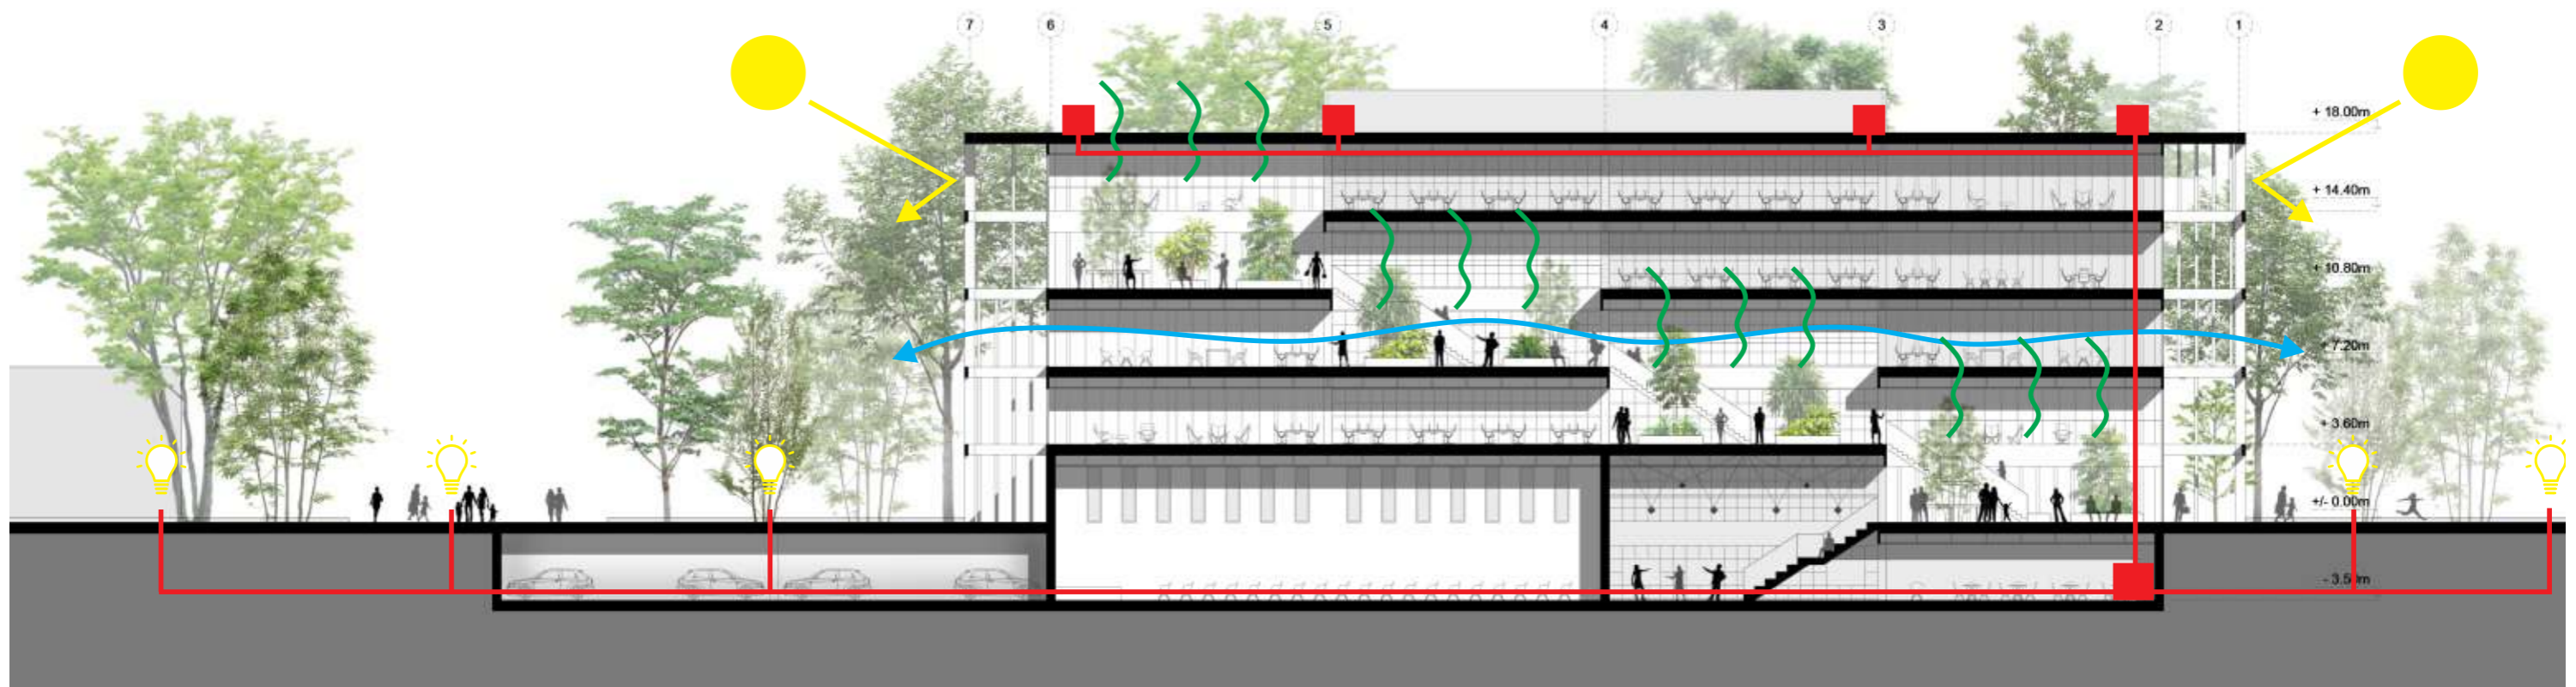 7 6 5 4 3 2 1
+ 18.00m
+ 14.40m
+ 10.80m
+ 7.20m
+ 3.60m
+/- 0.00m